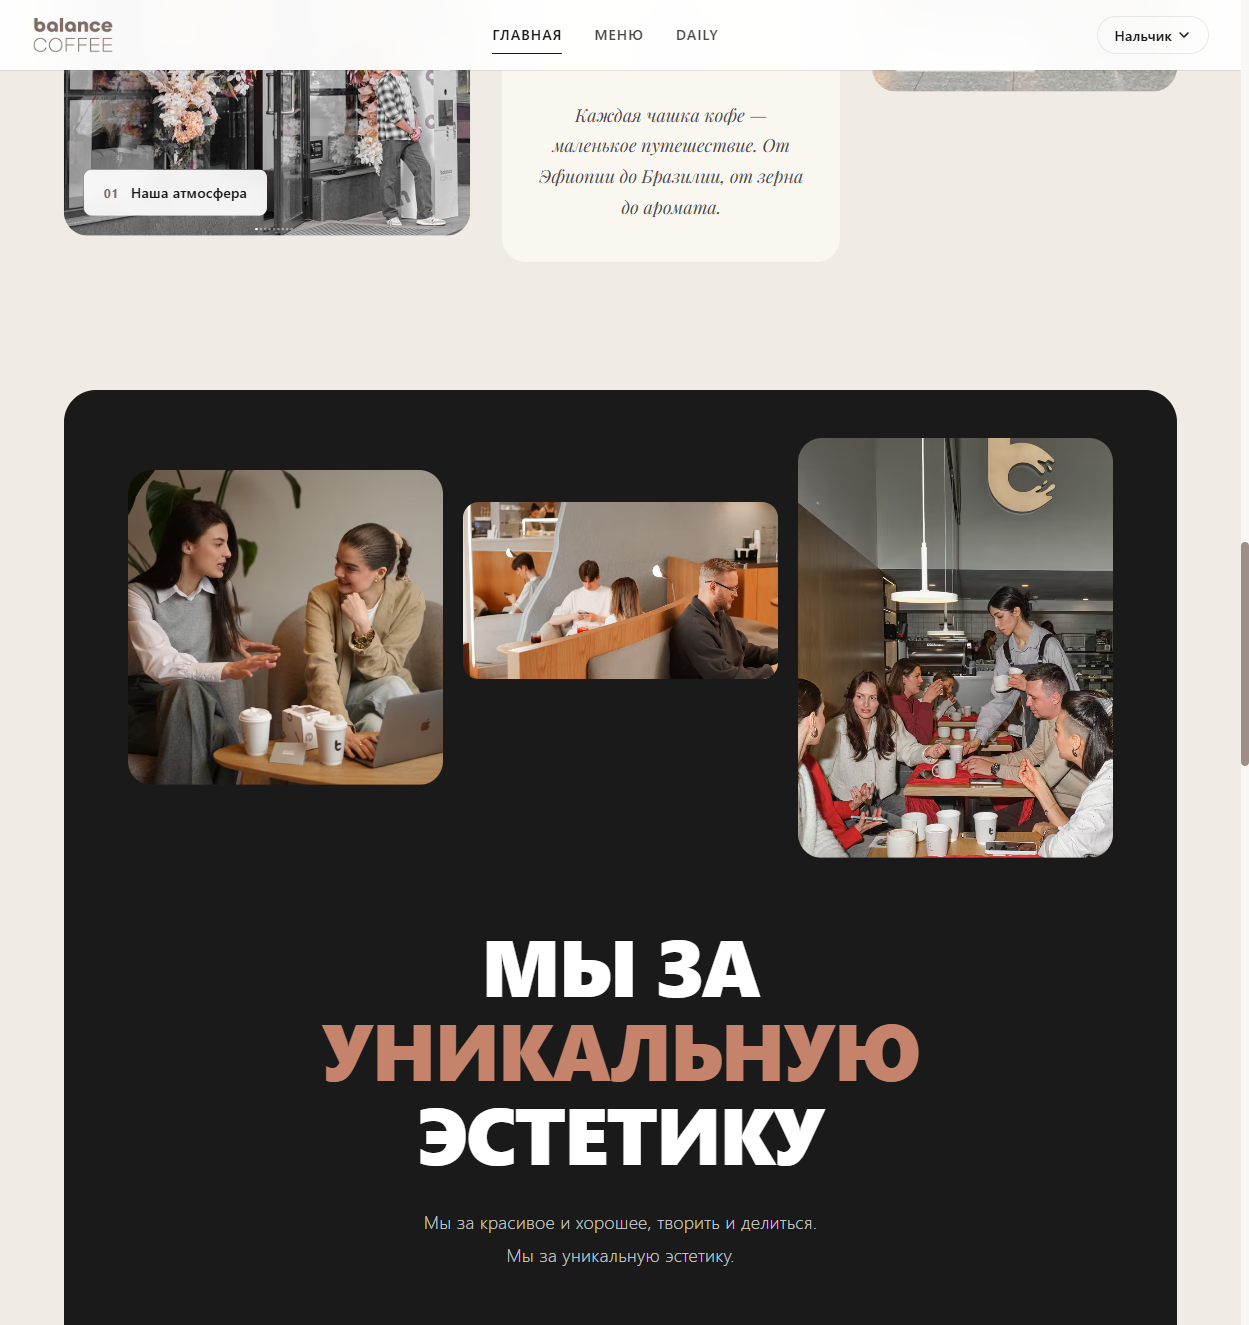 balance
COFFEE
ГЛАВНАЯ
МЕНЮ
DAILY
Нальчик
01 Наша атмосфера
Каждая чашка кофе —
маленькое путешествие. От
Эфиопии до Бразилии, от зерна
до аромата.
МЫ ЗА
УНИКАЛЬНУЮ
ЭСТЕТИКУ
Мы за красивое и хорошее, творить и делиться.
Мы за уникальную эстетику.